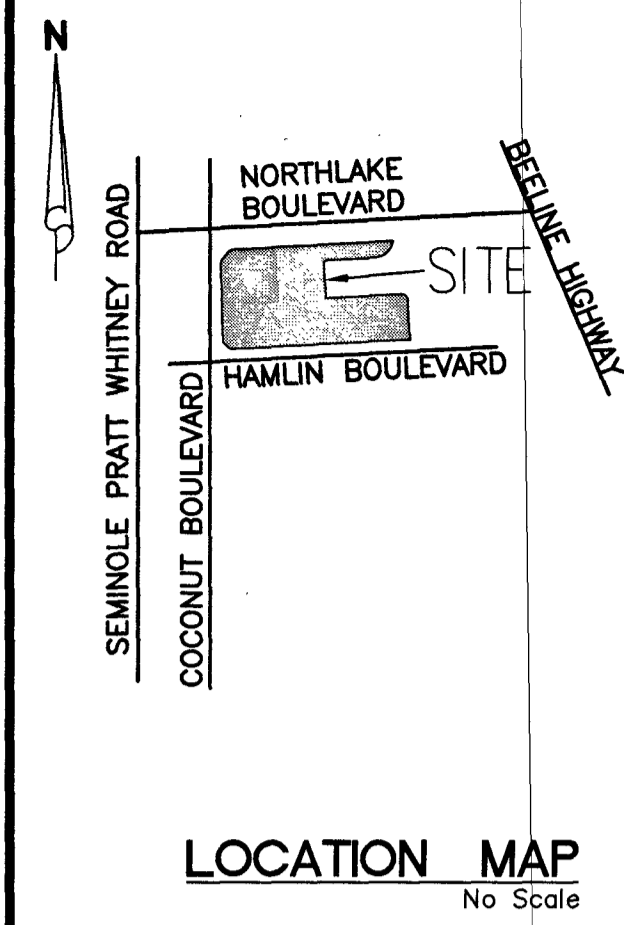 N
NORTHLAKE
BOULEVARD
BEELINE HIGHWAY
SITE
SEMINOLE PRATT WHITNEY ROAD
COCONUT BOULEVARD
HAMLIN BOULEVARD
LOCATION MAP
No Scale